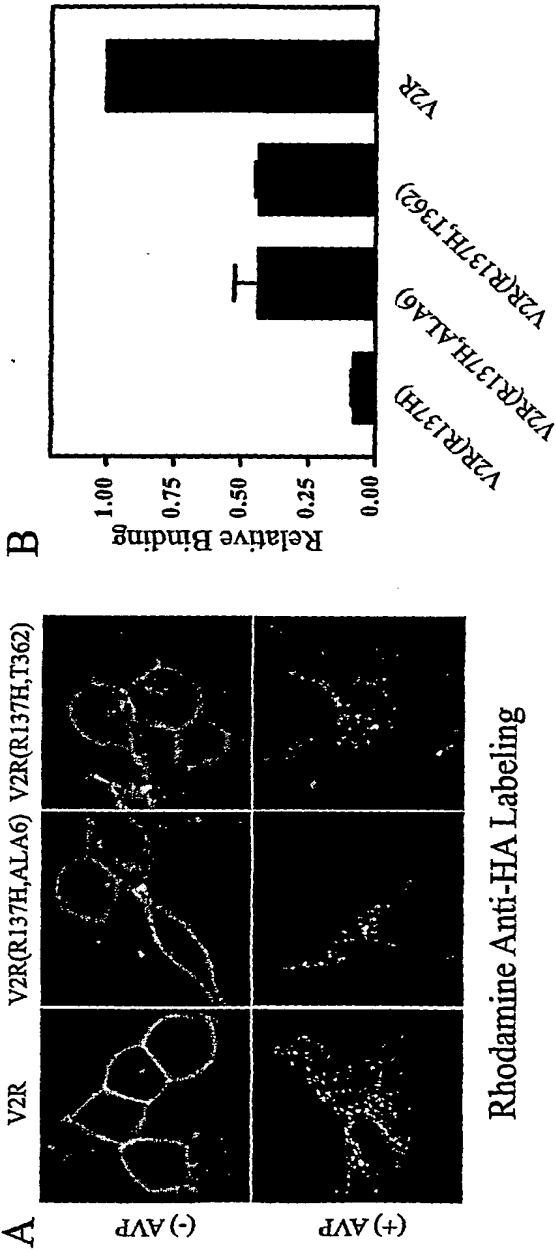 A
V2R
V2R(R137H,ALA6)
V2R(R137H,T362)
(-) AVP
(+) AVP
Rhodamine Anti-HA Labeling
B
Relative Binding
1.00
0.75
0.50
0.25
0.00
V2R(R137H)
V2R(R137H,ALA6)
V2R(R137H,T362)
V2R